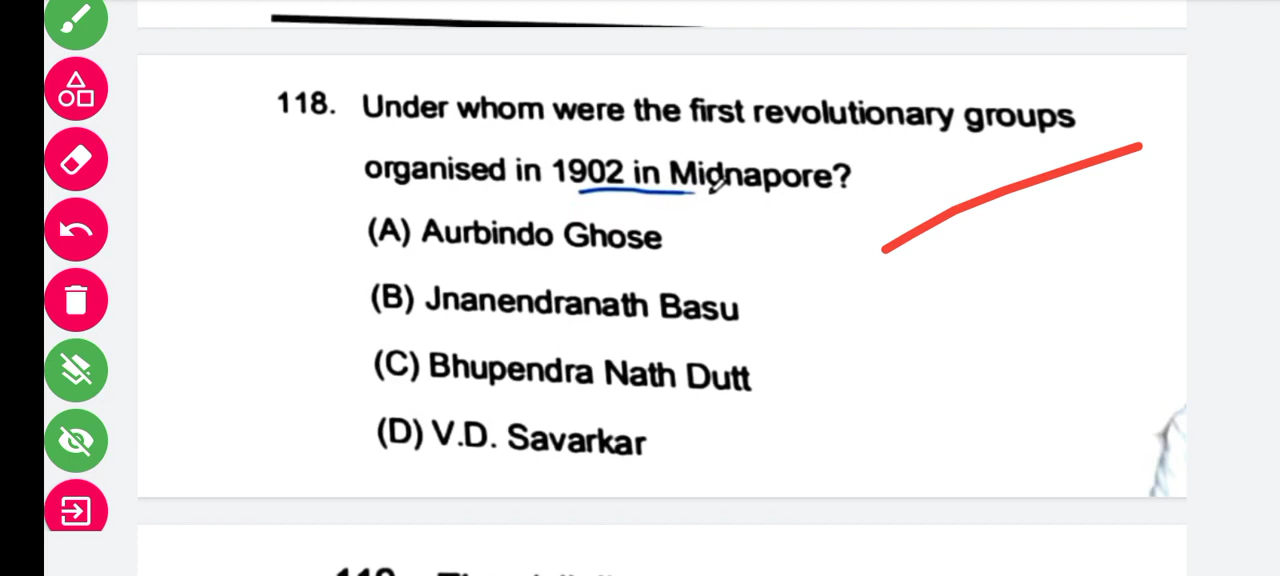 118. Under whom were the first revolutionary groups
organised in 1902 in Midnapore?
(A) Aurbindo Ghose
(B) Jnanendranath Basu
(C) Bhupendra Nath Dutt
(D) V.D. Savarkar